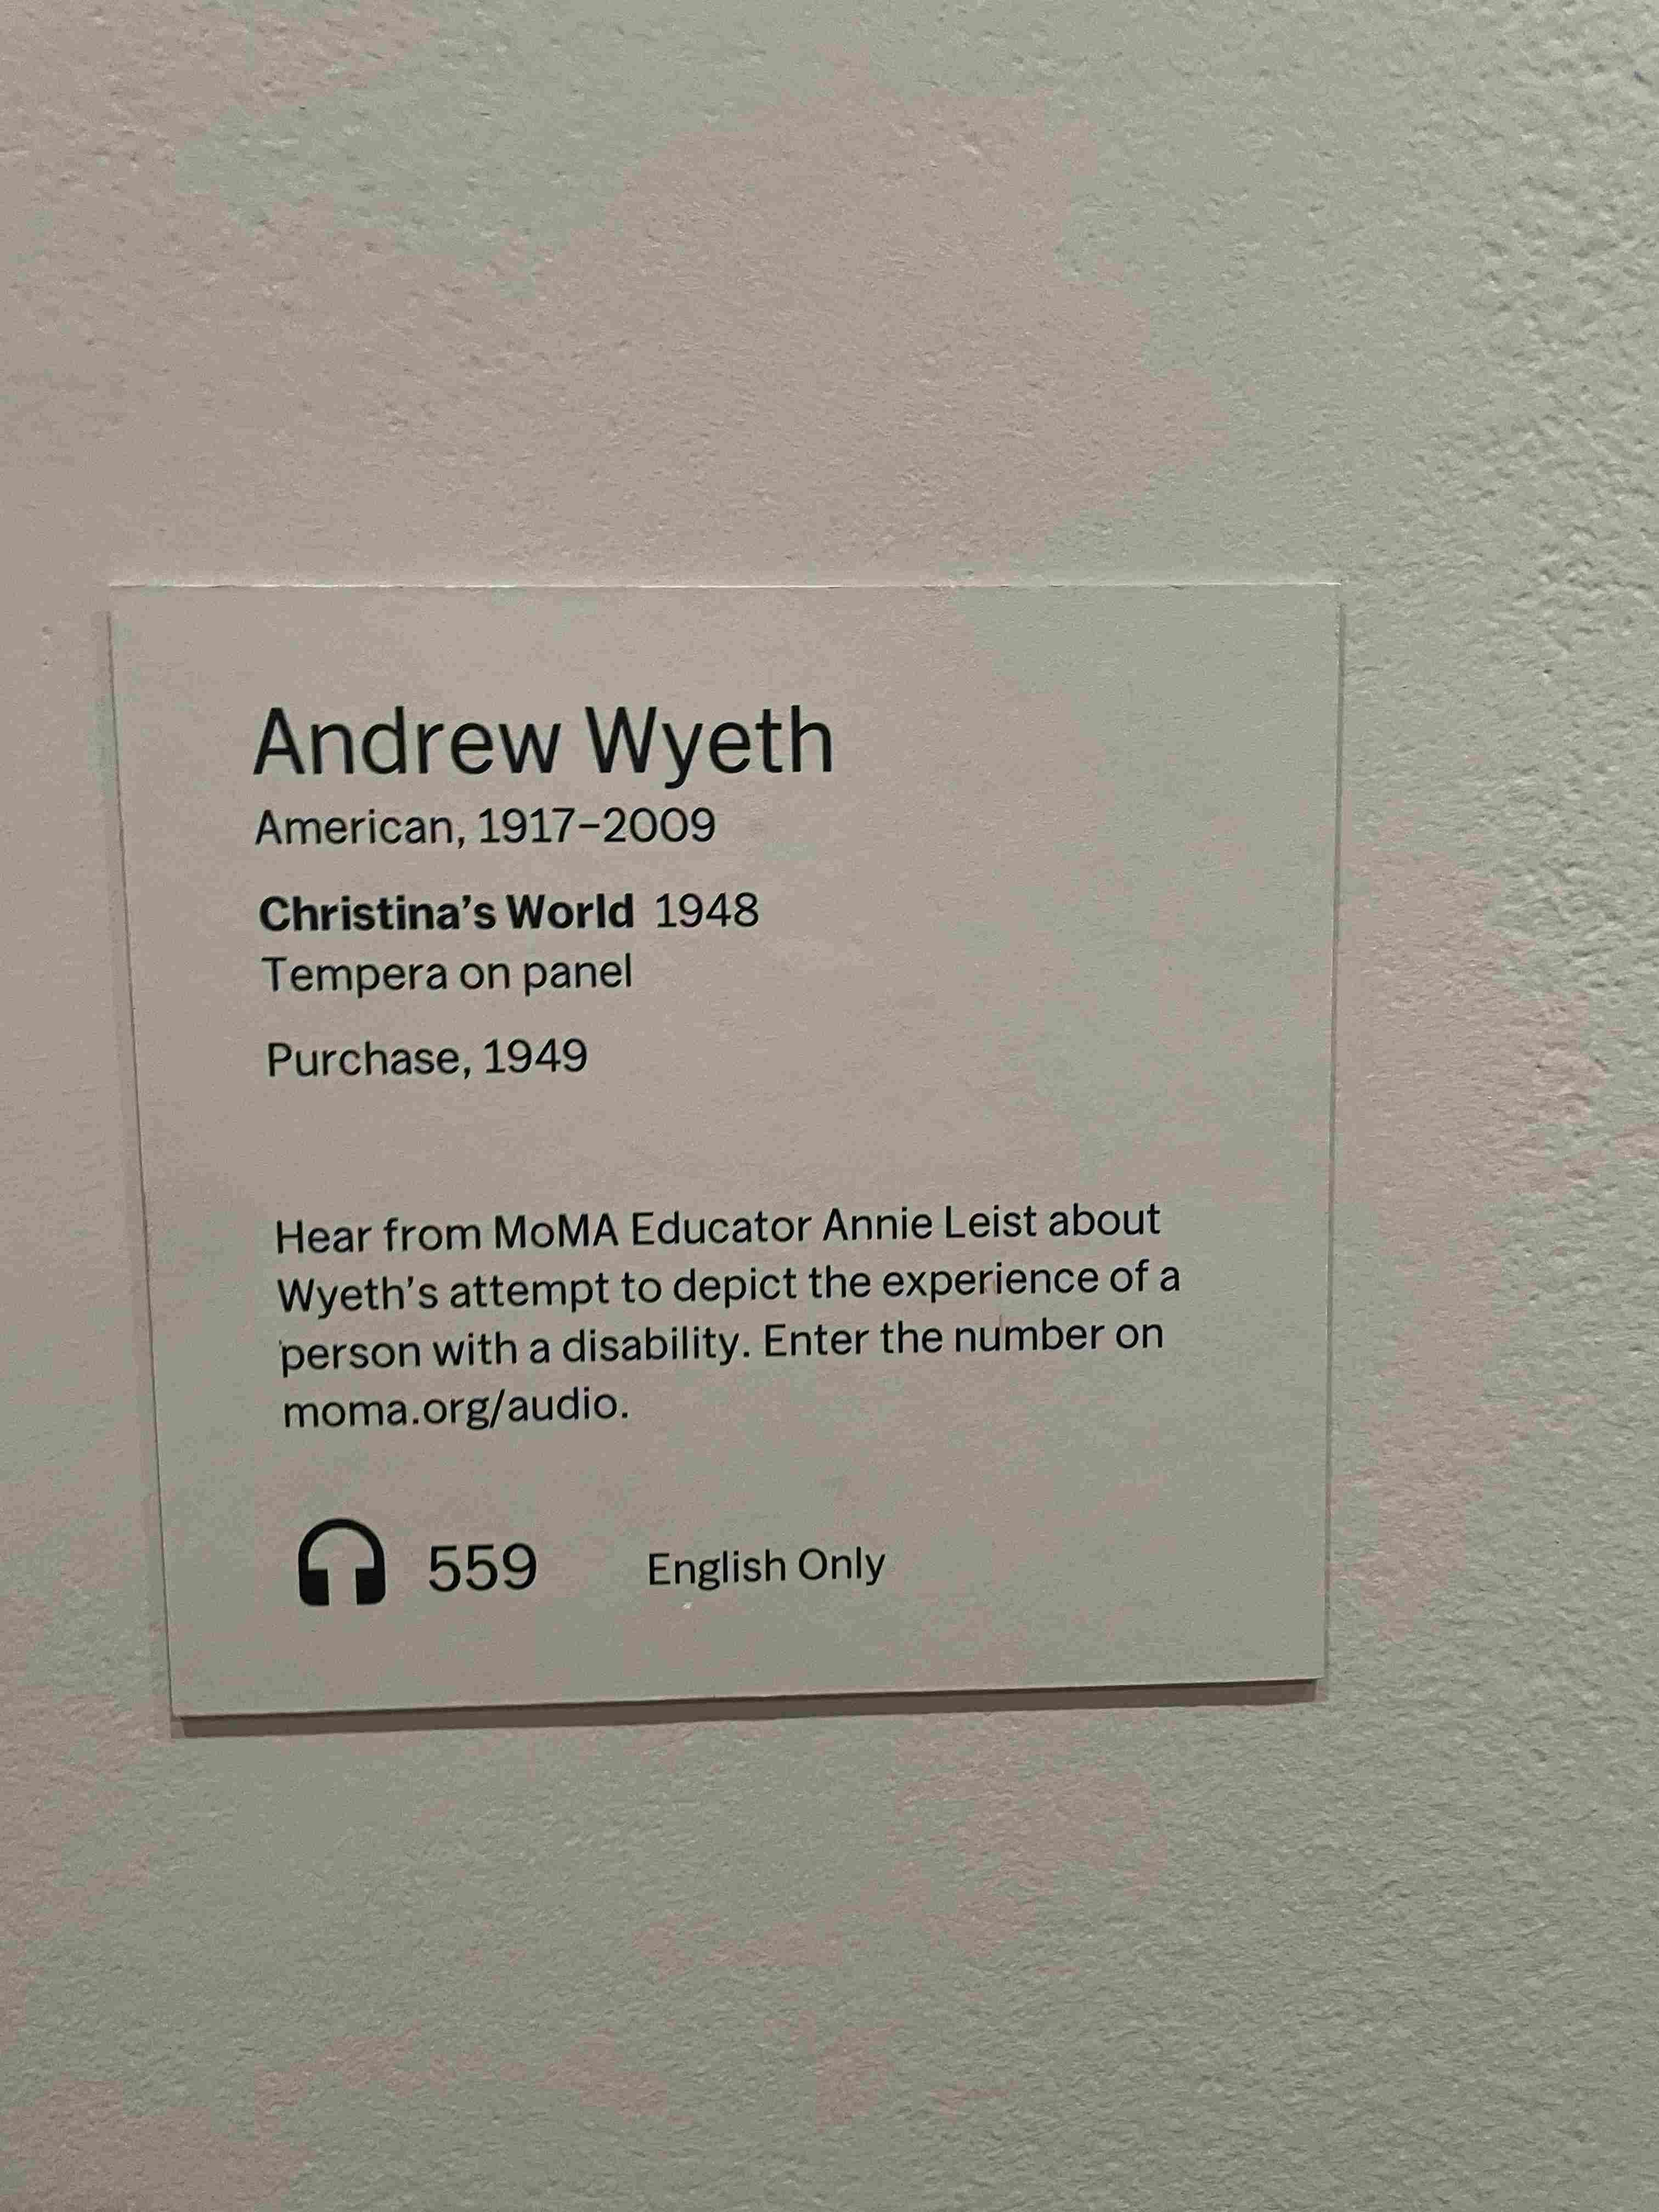 Andrew Wyeth
American, 1917–2009
Christina’s World 1948
Tempera on panel
Purchase, 1949
Hear from MoMA Educator Annie Leist about
Wyeth’s attempt to depict the experience of a
person with a disability. Enter the number on
moma.org/audio.
559 English Only